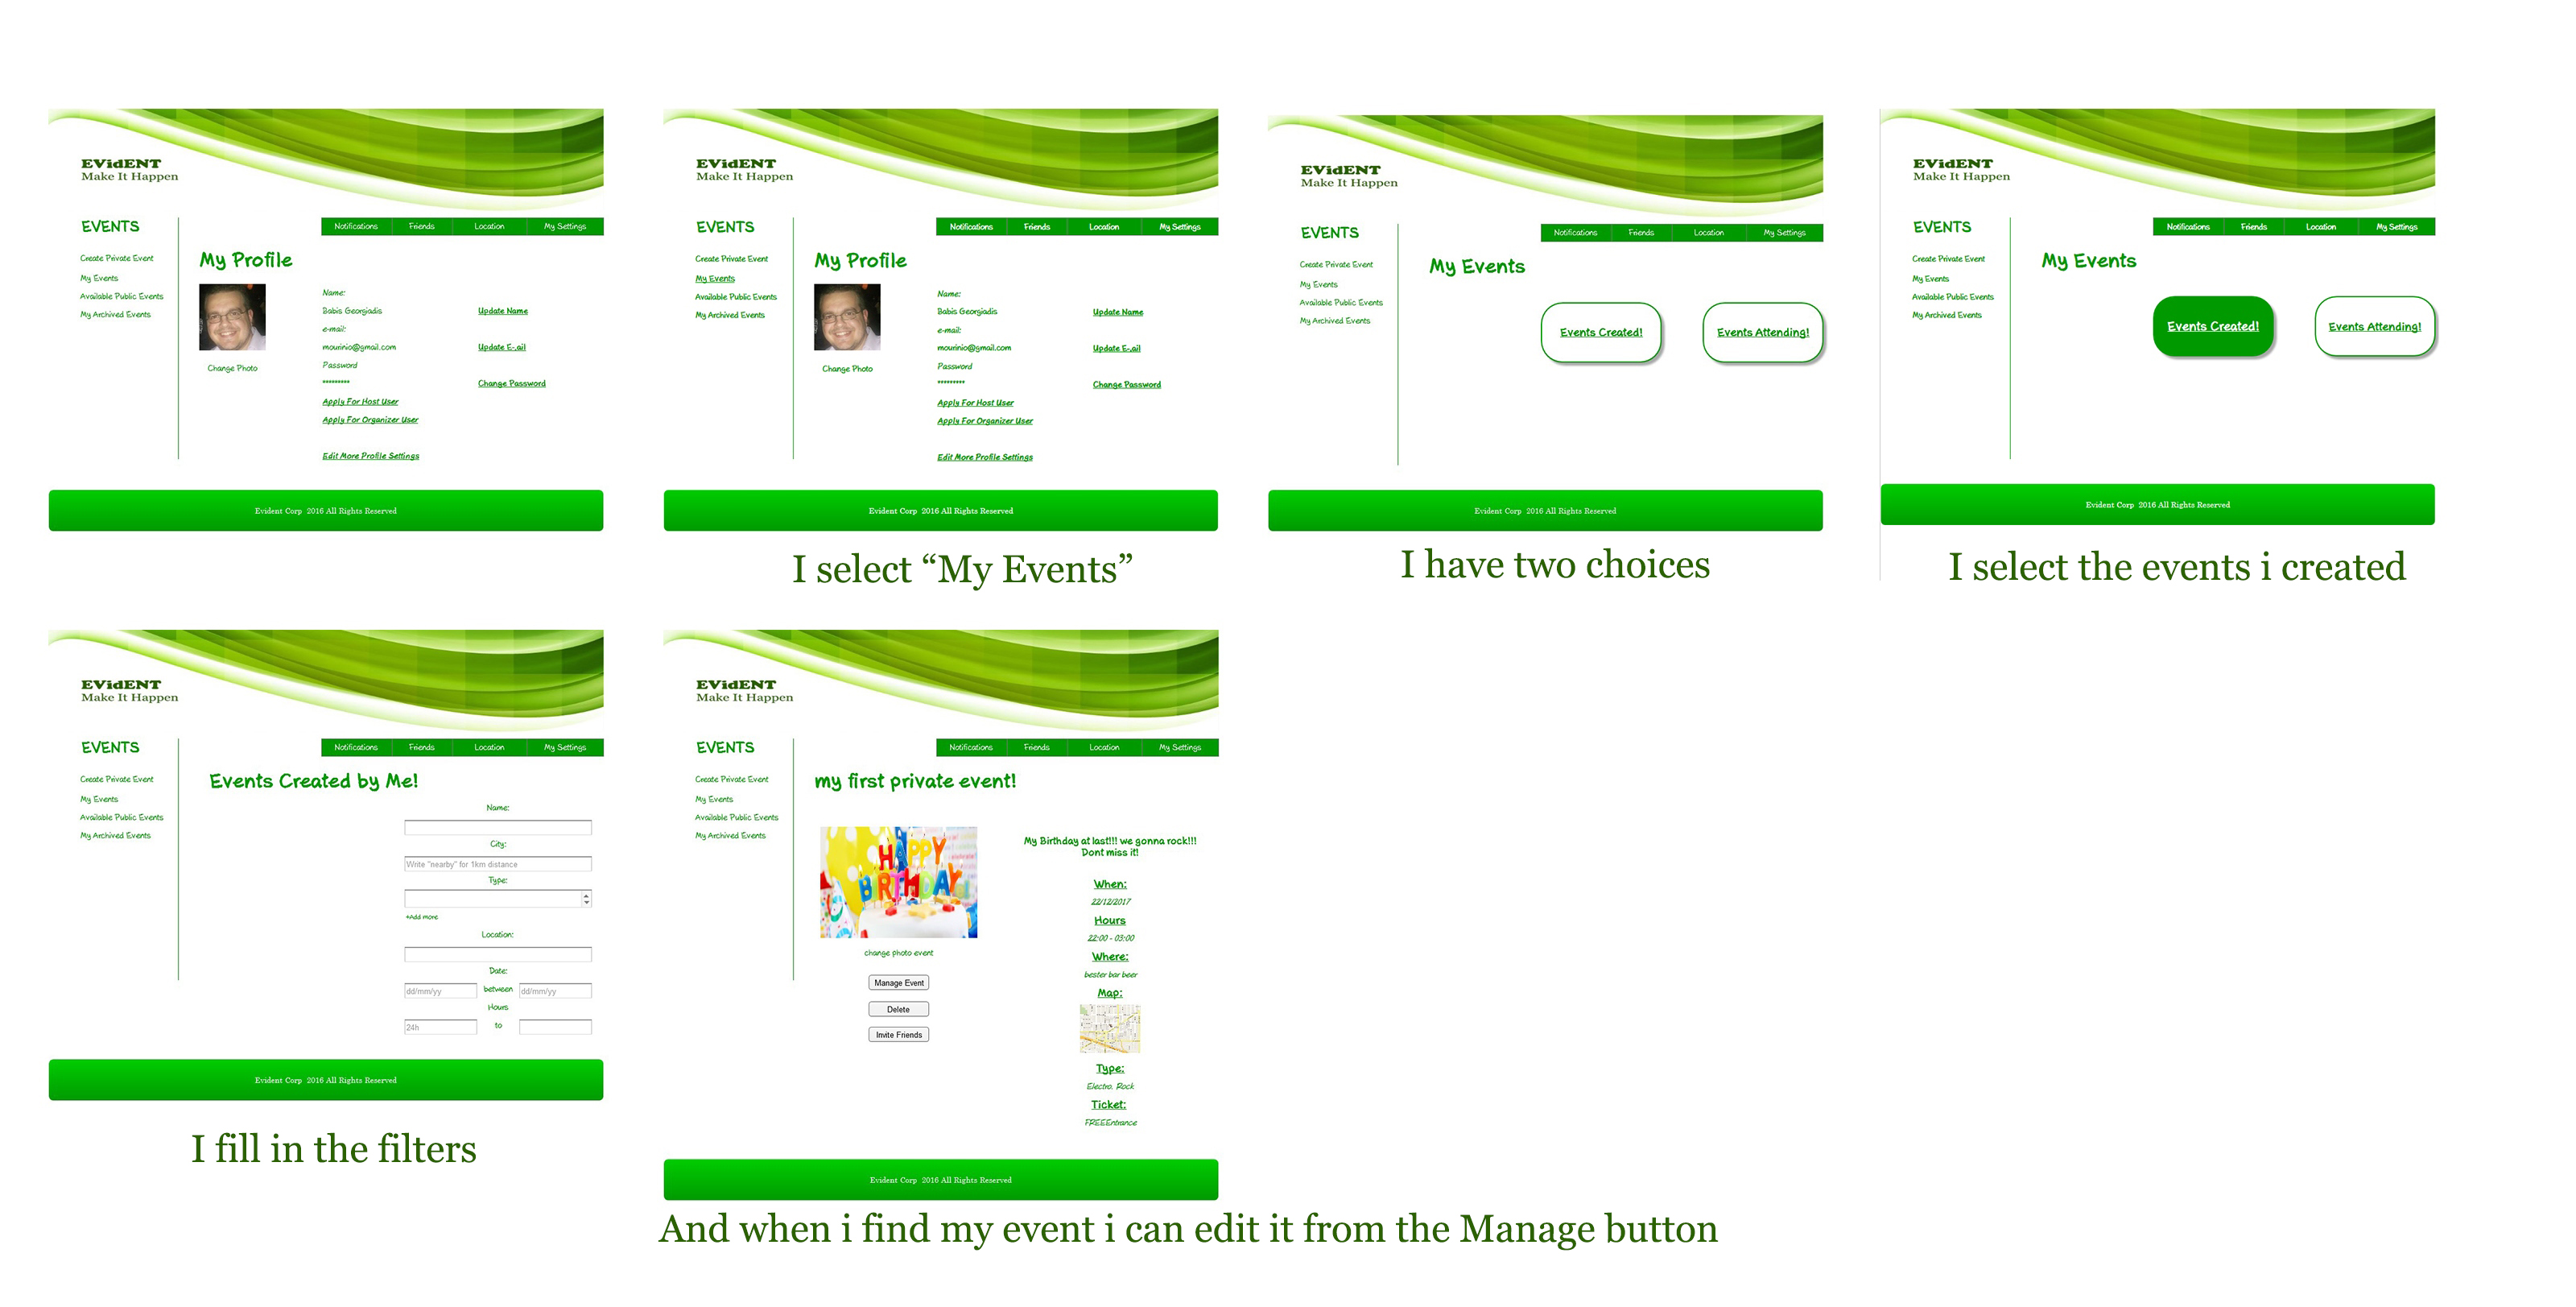 EVidENT
Make It Happen
EVENTS
Create Private Event
My Events
Available Public Events
My Archived Events
Notifications Friends Location My Settings
My Profile
Change Photo
Name:
Babis Georgiadis Update Name
e-mail:
mourinio@gmail.com Update E-.ail
Password
********* Change Password
Apply For Host User
Apply For Organizer User
Edit More Profile Settings
Evident Corp 2016 All Rights Reserved
EVidENT
Make It Happen
EVENTS
Create Private Event
My Events
Available Public Events
My Archived Events
Notifications Friends Location My Settings
My Profile
Change Photo
Name:
Babis Georgiadis Update Name
e-mail:
mourinio@gmail.com Update E-.ail
Password
********* Change Password
Apply For Host User
Apply For Organizer User
Edit More Profile Settings
Evident Corp 2016 All Rights Reserved
I select “My Events”
EVidENT
Make It Happen
EVENTS
Create Private Event
My Events
Available Public Events
My Archived Events
Notifications Friends Location My Settings
My Events
Events Created! Events Attending!
Evident Corp 2016 All Rights Reserved
I have two choices
EVidENT
Make It Happen
EVENTS
Create Private Event
My Events
Available Public Events
My Archived Events
Notifications Friends Location My Settings
My Events
Events Created! Events Attending!
Evident Corp 2016 All Rights Reserved
I select the events i created
EVidENT
Make It Happen
EVENTS
Create Private Event
My Events
Available Public Events
My Archived Events
Notifications Friends Location My Settings
Events Created by Me!
Name:
City:
Write "nearby" for 1km distance
Type:
+Add more
Location:
Date:
dd/mm/yy between dd/mm/yy
Hours
24h to
Evident Corp 2016 All Rights Reserved
I fill in the filters
EVidENT
Make It Happen
EVENTS
Create Private Event
My Events
Available Public Events
My Archived Events
Notifications Friends Location My Settings
my first private event!
HAPPY
BIRTHDAY
change photo event
Manage Event
Delete
Invite Friends
My Birthday at last!!! we gonna rock!!!
Dont miss it!
When:
22/12/2017
Hours
22:00 - 03:00
Where:
bester bar beer
Map:
Type:
Electro, Rock
Ticket:
FREEEntrance
Evident Corp 2016 All Rights Reserved
And when i find my event i can edit it from the Manage button